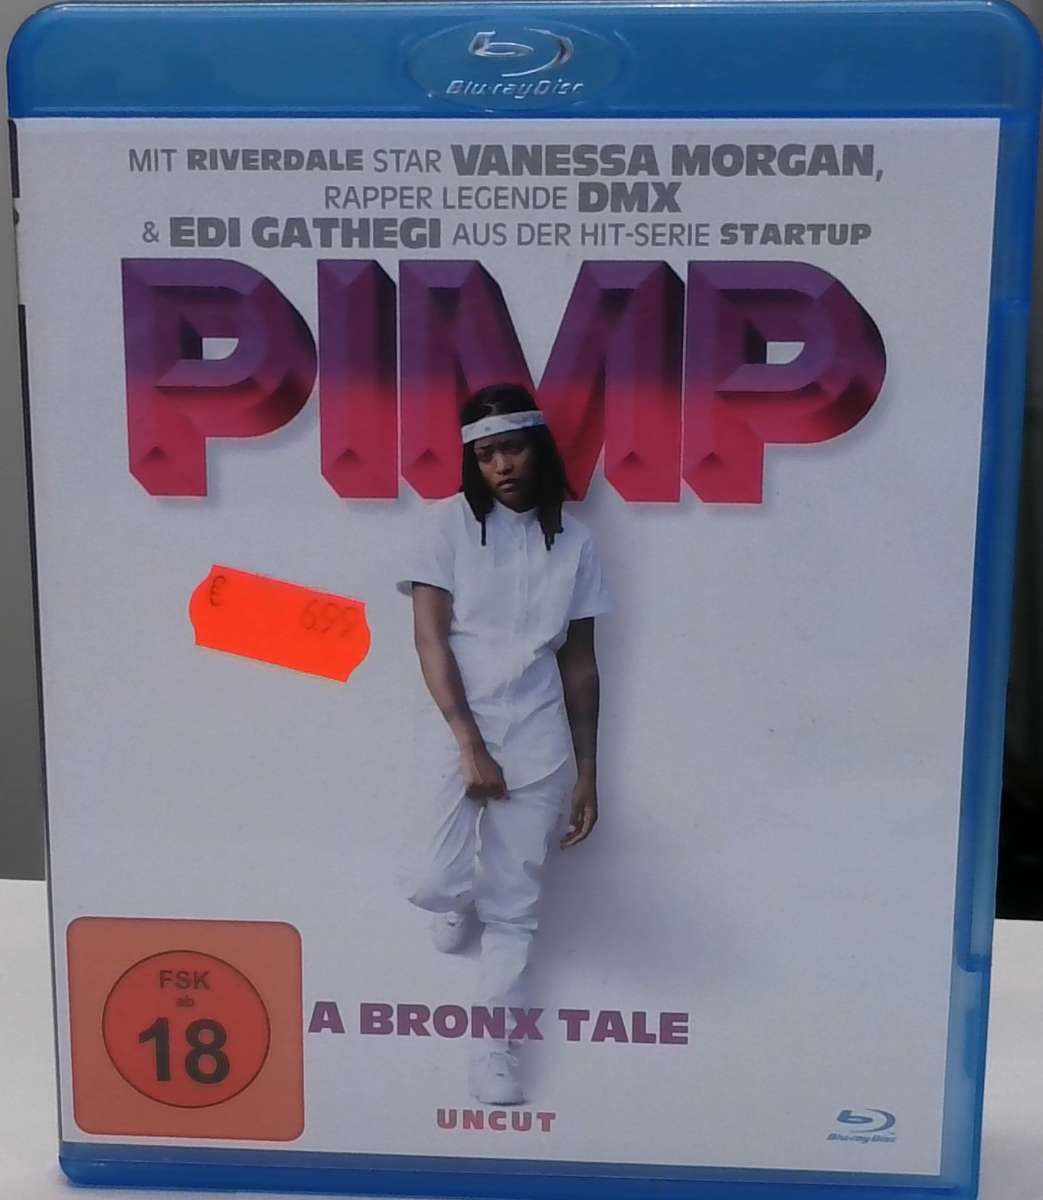 Blu-ray Disc
MIT RIVERDALE STAR VANESSA MORGAN,
RAPPER LEGENDE DMX
& EDI GATHEGI AUS DER HIT-SERIE STARTUP
PIMP
€ 6.99
A BRONX TALE
FSK
ab
18
UNCUT
Blu-ray Disc